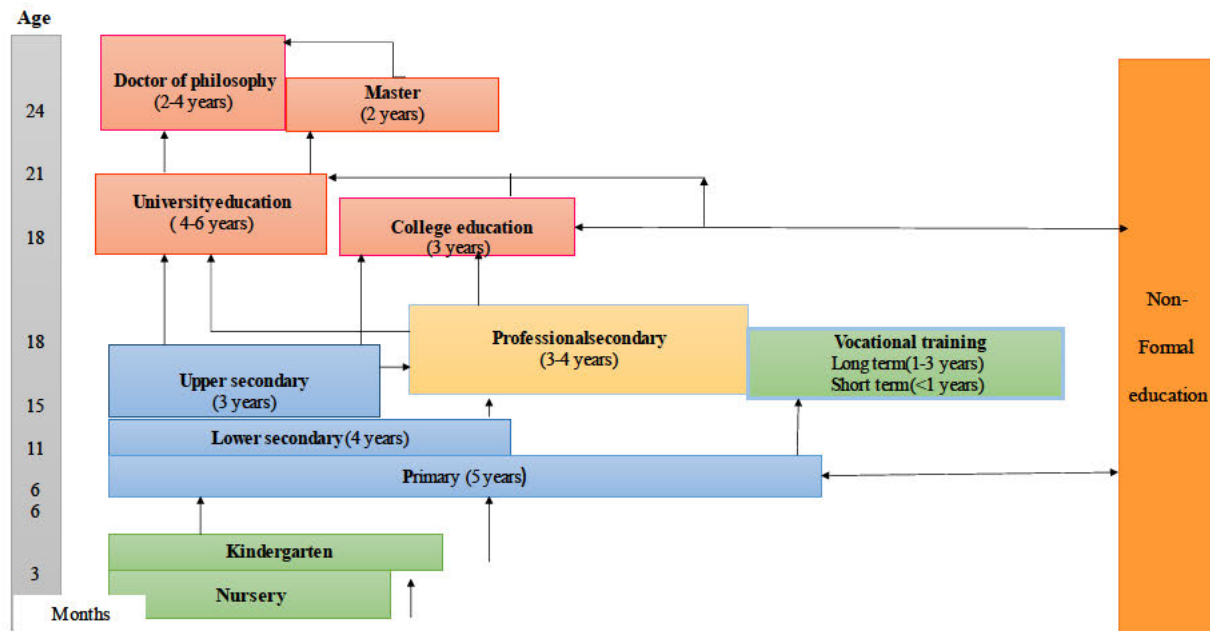 Age
Doctor of philosophy
(2-4 years)
Master
(2 years)
24
21
Universityeducation
( 4-6 years)
College education
(3 years)
18
Non-
Formal
education
18
Professionalsecondary
(3-4 years)
Vocational training
Long term(1-3 years)
Short term(<1 years)
Upper secondary
(3 years)
15
Lower secondary(4 years)
11
Primary (5 years)
6
6
Kindergarten
3
Nursery
Months